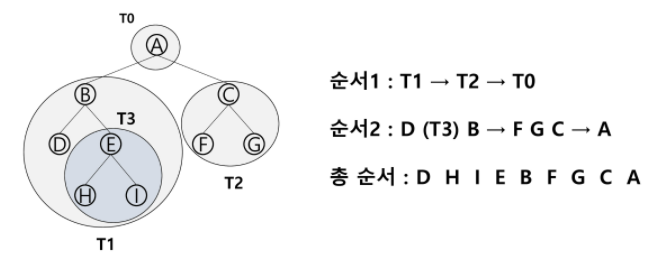 T0
A
B
C
T3
D
E
F
G
H
I
T2
T1
순서1 : T1 → T2 → T0
순서2 : D (T3) B → F G C → A
총 순서 : D H I E B F G C A